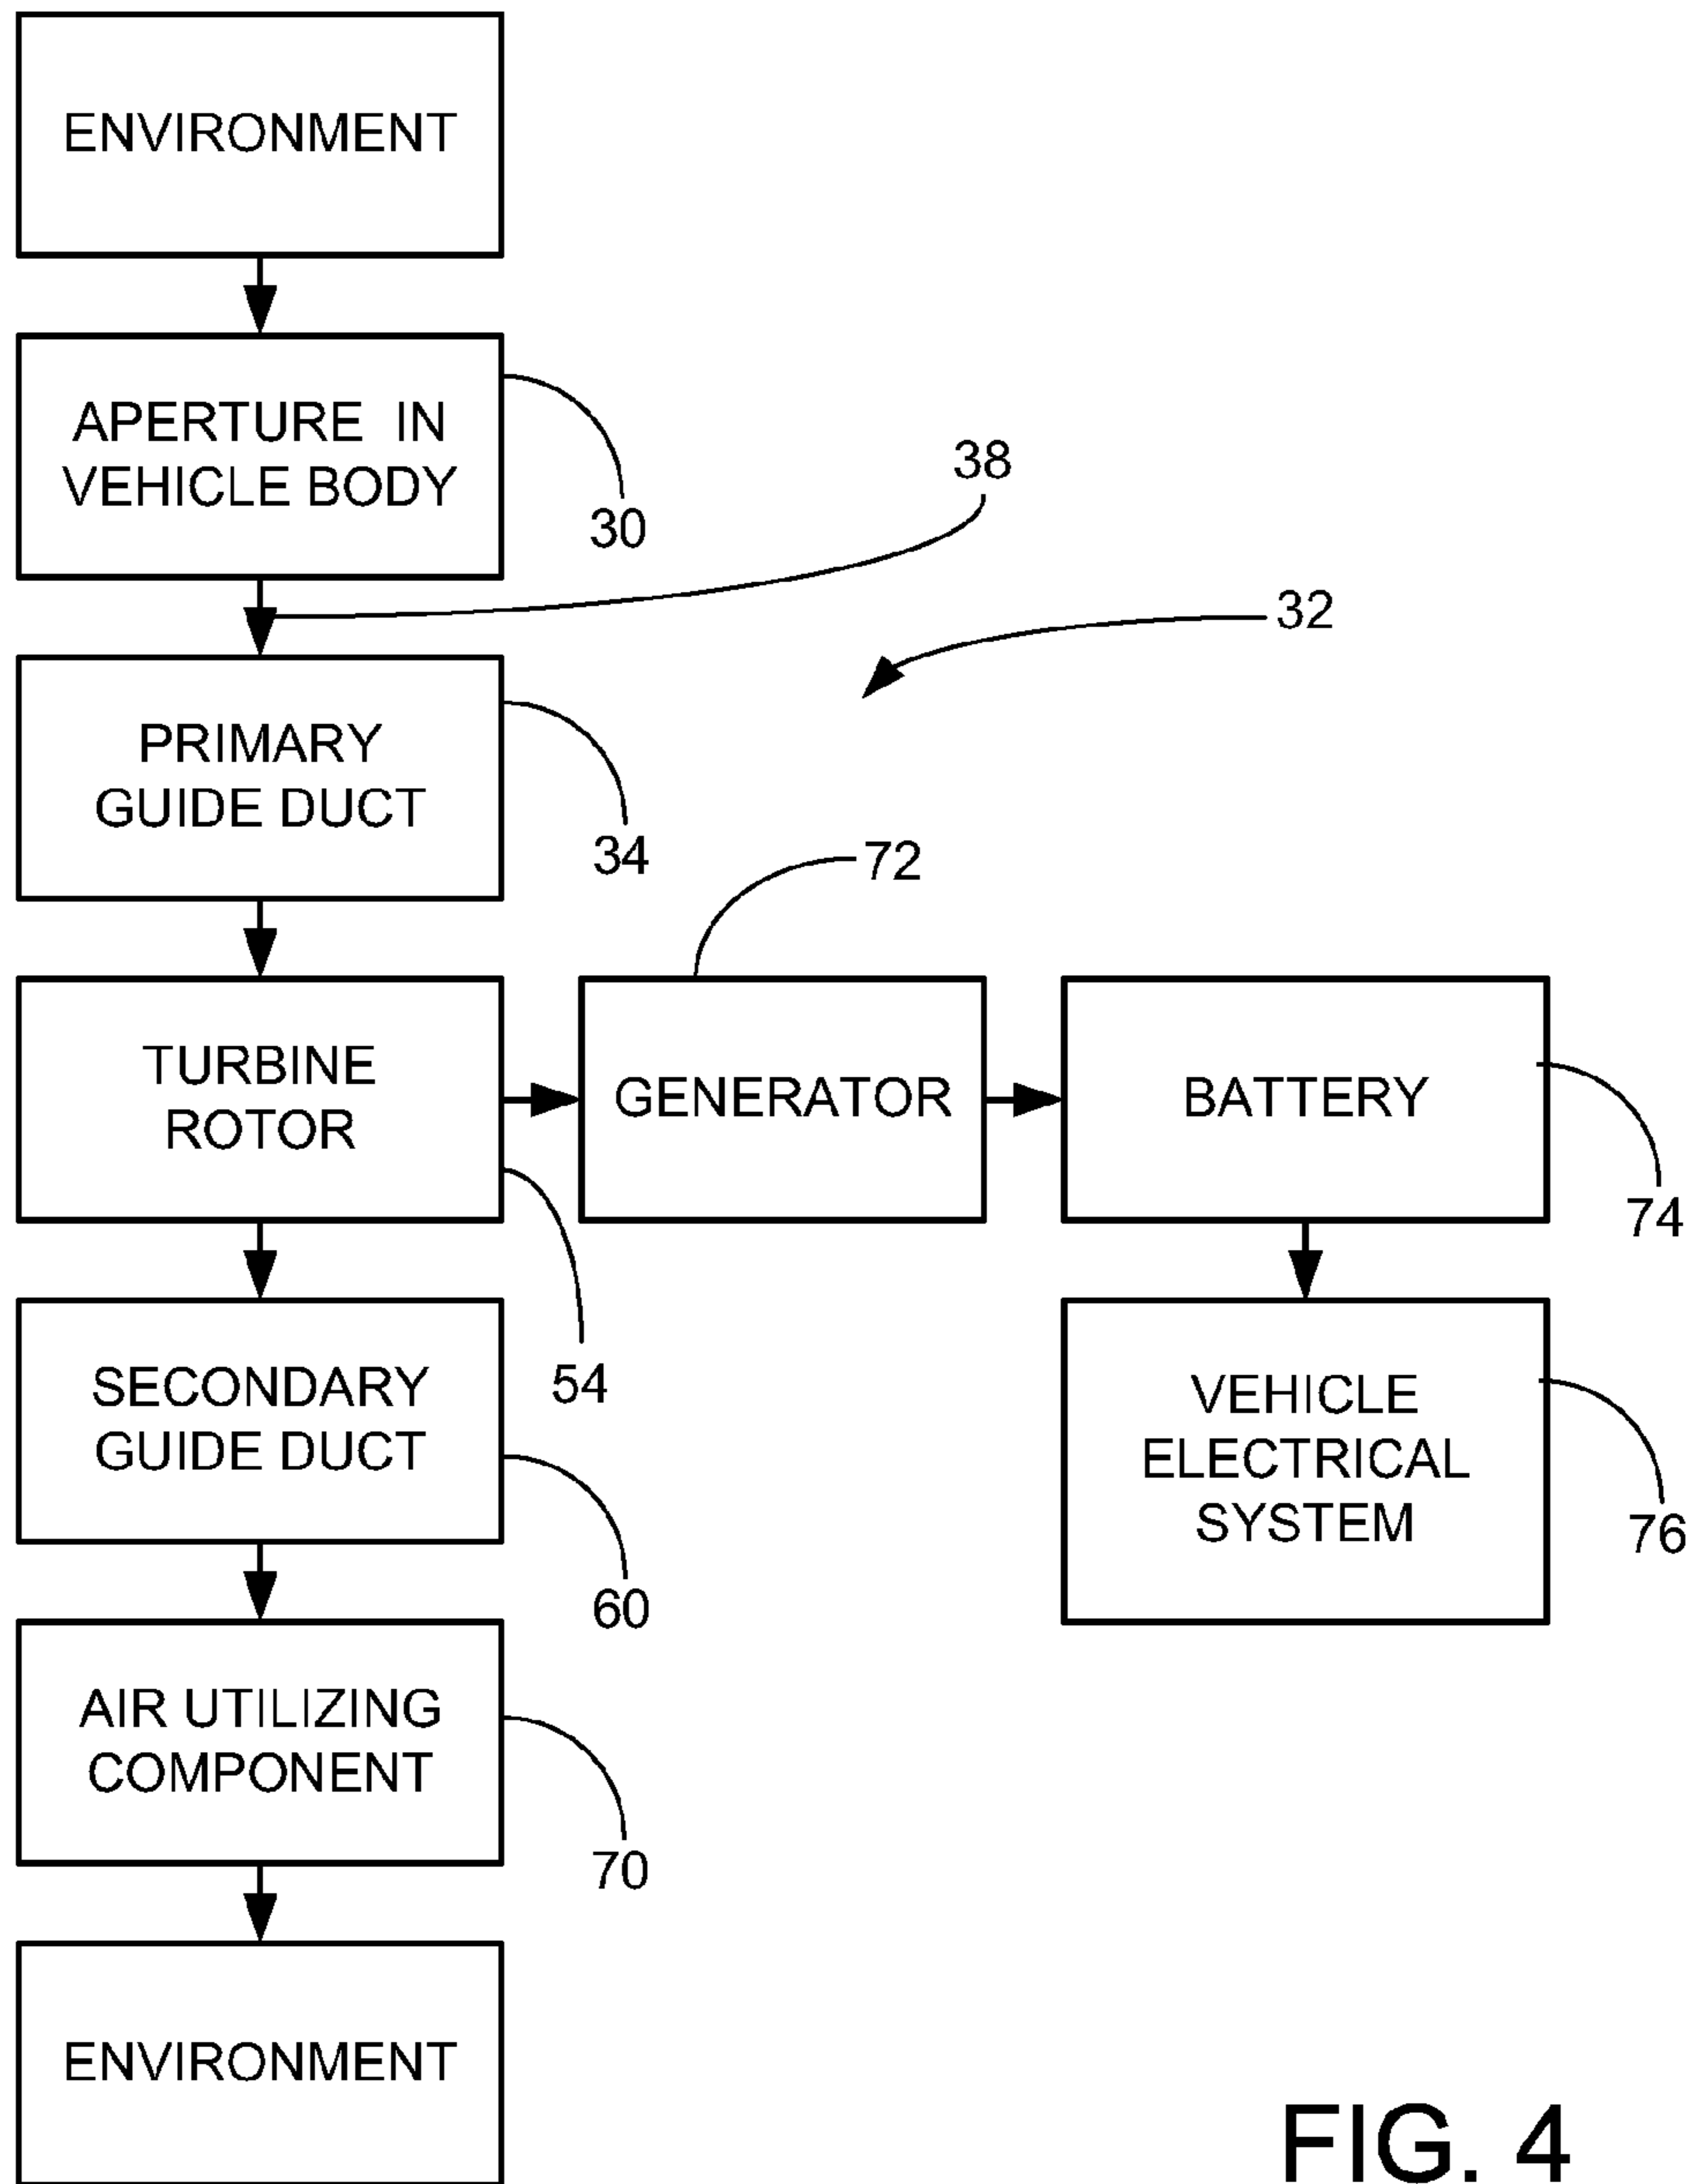 ENVIRONMENT
APERTURE IN
VEHICLE BODY
30
38
32
PRIMARY
GUIDE DUCT
34
72
TURBINE
ROTOR
GENERATOR
BATTERY
74
54
SECONDARY
GUIDE DUCT
60
VEHICLE
ELECTRICAL
SYSTEM
76
AIR UTILIZING
COMPONENT
70
ENVIRONMENT
FIG. 4